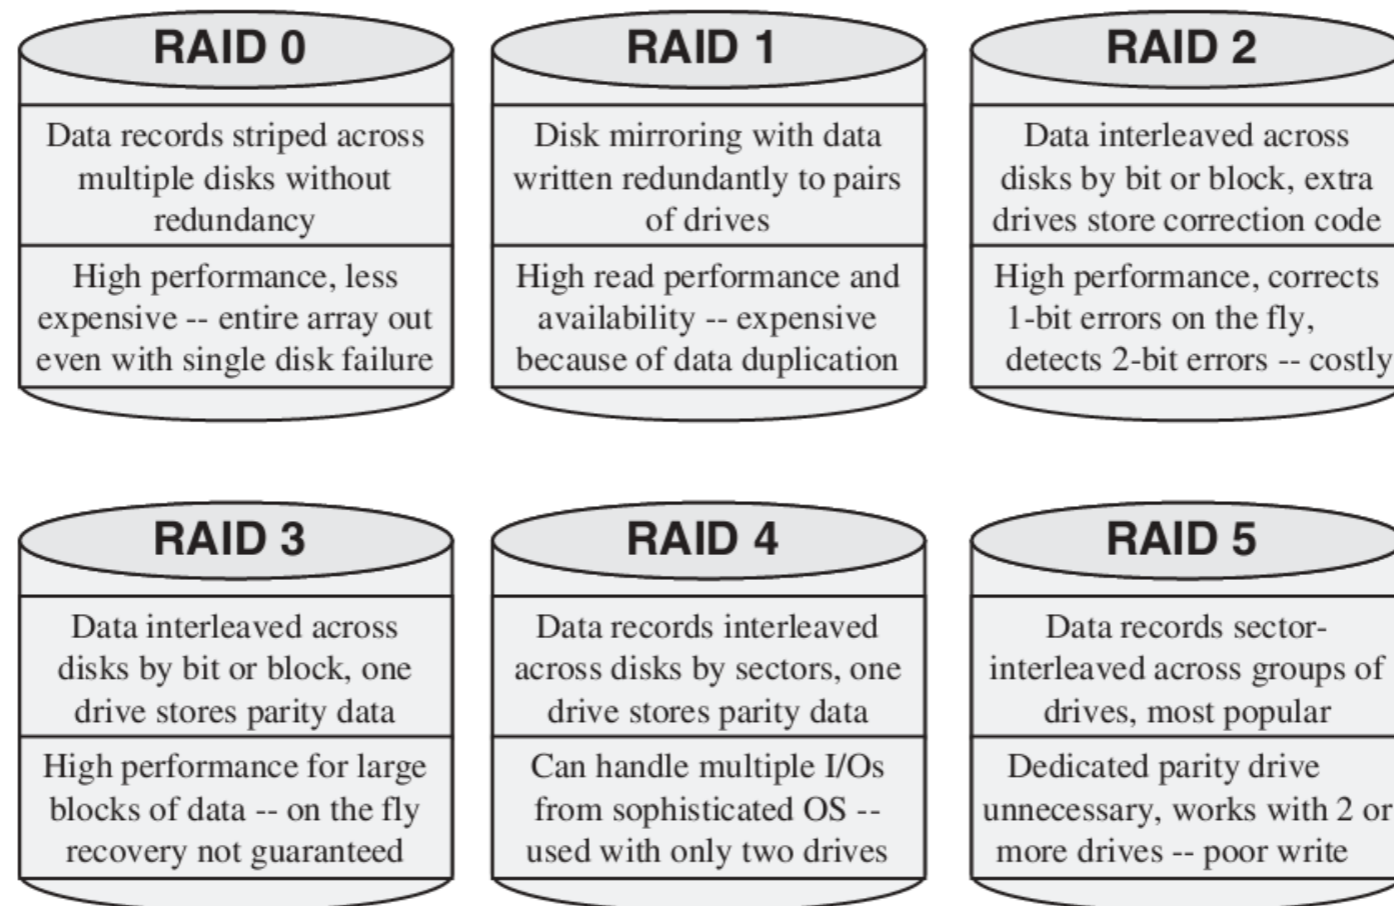 RAID 0
Data records striped across
multiple disks without
redundancy
High performance, less
expensive -- entire array out
even with single disk failure
RAID 1
Disk mirroring with data
written redundantly to pairs
of drives
High read performance and
availability -- expensive
because of data duplication
RAID 2
Data interleaved across
disks by bit or block, extra
drives store correction code
High performance, corrects
1-bit errors on the fly,
detects 2-bit errors -- costly
RAID 3
Data interleaved across
disks by bit or block, one
drive stores parity data
High performance for large
blocks of data -- on the fly
recovery not guaranteed
RAID 4
Data records interleaved
across disks by sectors, one
drive stores parity data
Can handle multiple I/Os
from sophisticated OS --
used with only two drives
RAID 5
Data records sector-
interleaved across groups of
drives, most popular
Dedicated parity drive
unnecessary, works with 2 or
more drives -- poor write